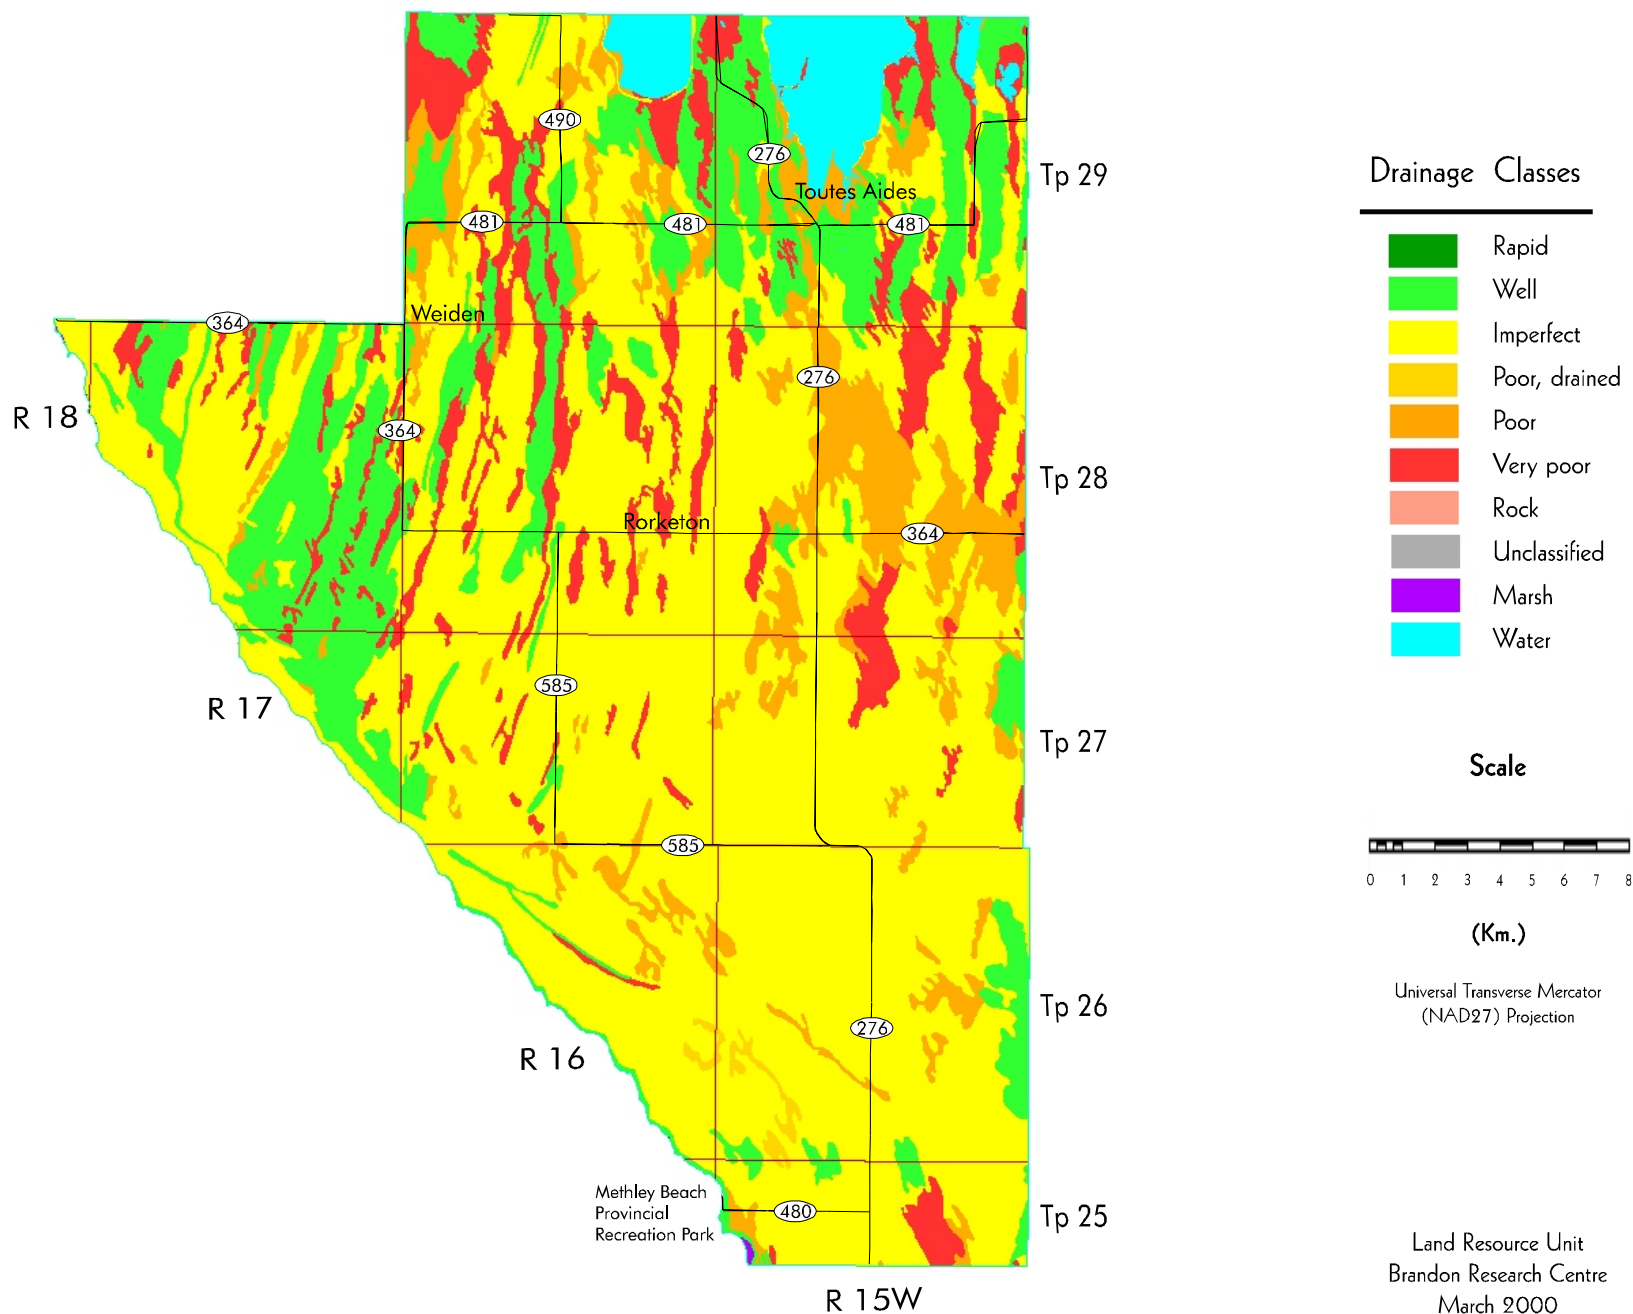 490
276
Tp 29
Toutes Aides
481
481
481
Weiden
364
276
R 18
364
Tp 28
Rorketon
364
585
R 17
Tp 27
585
Tp 26
276
R 16
Methley Beach
Provincial
Recreation Park
480
Tp 25
R 15W
Drainage Classes
Rapid
Well
Imperfect
Poor, drained
Poor
Very poor
Rock
Unclassified
Marsh
Water
Scale
0 1 2 3 4 5 6 7 8
(Km.)
Universal Transverse Mercator
(NAD27) Projection
Land Resource Unit
Brandon Research Centre
March 2000